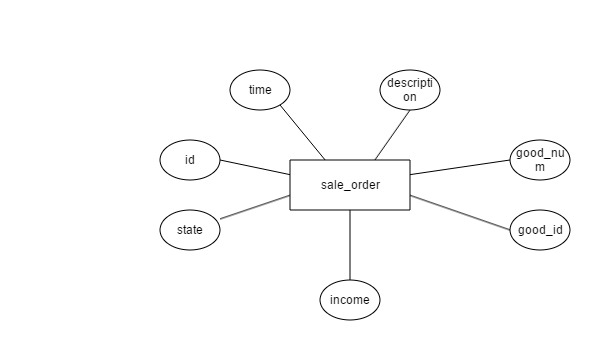 time
descripti
on
id
good_nu
m
sale_order
state
good_id
income